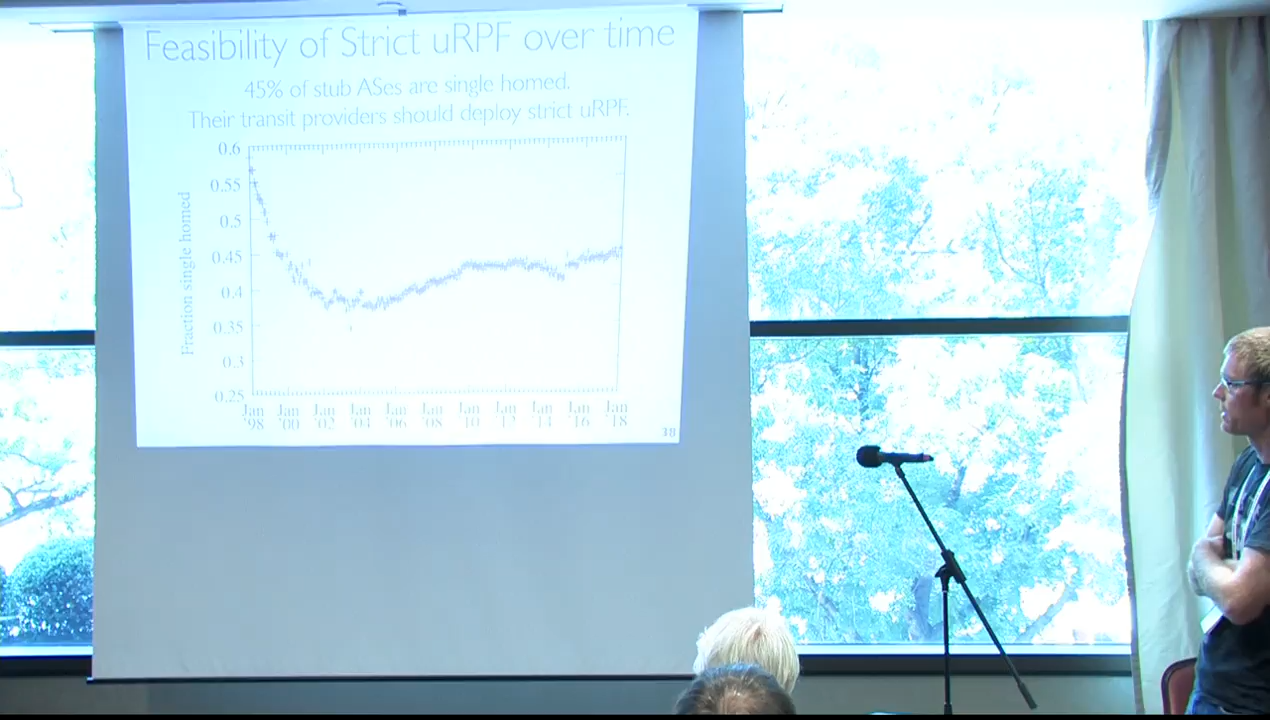 Feasibility of Strict uRPF over time
45% of stub ASes are single homed.
Their transit providers should deploy strict uRPF.
0.6
0.55
0.5
0.45
0.4
0.35
0.3
0.25
Fraction single homed
Jan Jan Jan Jan Jan Jan Jan Jan Jan Jan Jan
'98 '00 '02 '04 '06 '08 '10 '12 '14 '16 '18
38